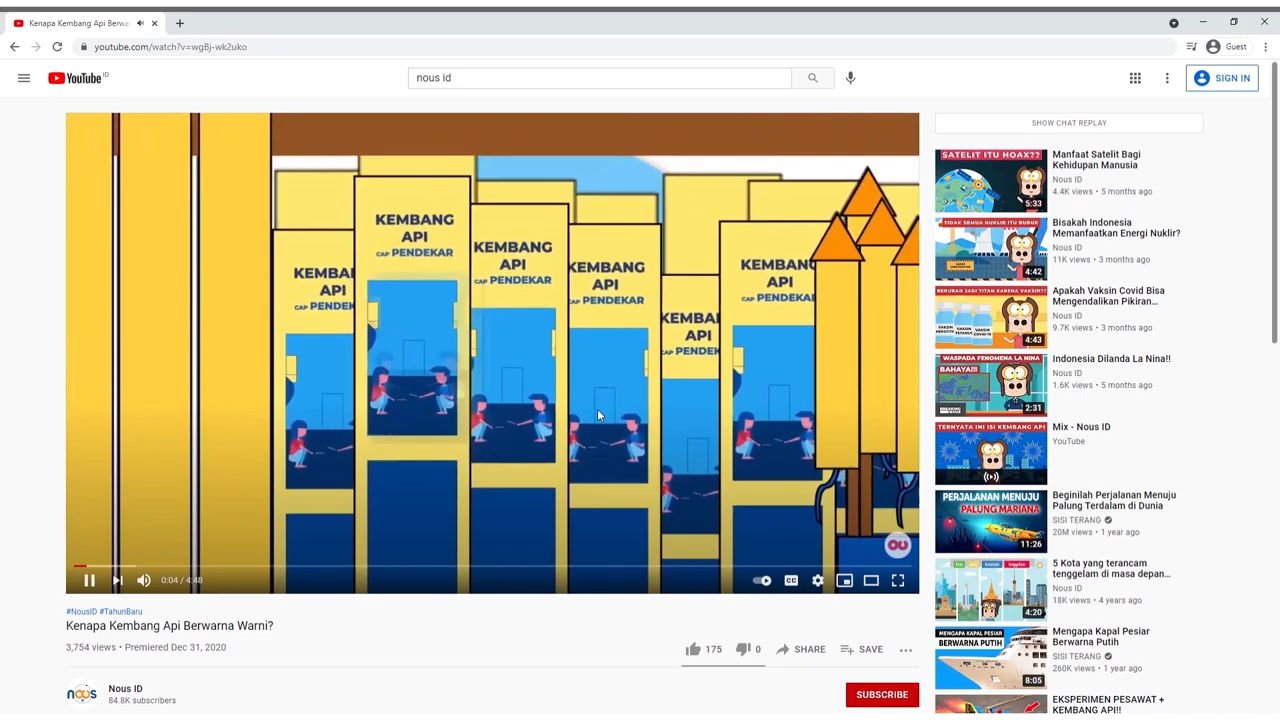 Kenapa Kembang Api Berwa
youtube.com/watch?v=wgBj-wk2uko
Guest
YouTube ID
nous id
SIGN IN
KEMBANG
API
CAP PENDEKAR
KEMBANG
API
CAP PENDEKAR
KEMBANG
API
CAP PENDEKAR
KEMBAN
API
CAP PENDEK
KEMBANG
API
CAP PENDEKAR
KEMBA
API
CAP PENDEK
0:04 / 4:48
#NousID #TahunBaru
Kenapa Kembang Api Berwarna Warni?
3,754 views • Premiered Dec 31, 2020
175
0
SHARE
SAVE
nous
Nous ID
84.8K subscribers
SUBSCRIBE
SHOW CHAT REPLAY
SATELIT ITU HOAX??
5:33
Manfaat Satelit Bagi
Kehidupan Manusia
Nous ID
4.4K views • 5 months ago
TIDAK SEMUA NUKLIR ITU BURUK
4:42
Bisakah Indonesia
Memanfaatkan Energi Nuklir?
Nous ID
11K views • 3 months ago
BERUBAH JADI TITAN KARENA VAKSIN??
4:43
Apakah Vaksin Covid Bisa
Mengendalikan Pikiran...
Nous ID
9.7K views • 3 months ago
WASPADA FENOMENA LA NINA
BAHAYA!!!
BREAKING
2:31
Indonesia Dilanda La Nina!!
Nous ID
1.6K views • 5 months ago
TERNYATA INI ISI KEMBANG API
Mix - Nous ID
YouTube
PERJALANAN MENUJU
PALUNG MARIANA
11:26
Beginilah Perjalanan Menuju
Palung Terdalam di Dunia
SISI TERANG
20M views • 1 year ago
4:20
5 Kota yang terancam
tenggelam di masa depan...
Nous ID
18K views • 4 years ago
MENGAPA KAPAL PESIAR
BERWARNA PUTIH
8:05
Mengapa Kapal Pesiar
Berwarna Putih
SISI TERANG
260K views • 1 year ago
EKSPERIMEN PESAWAT +
KEMBANG API!!